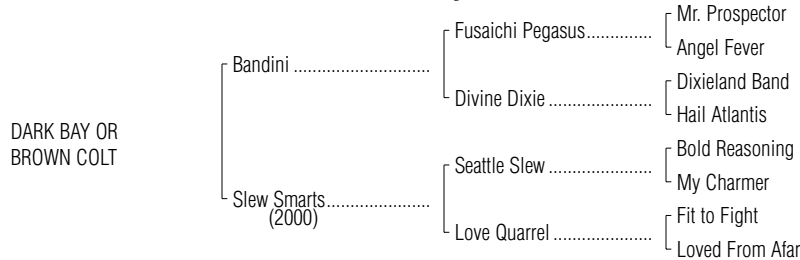 Mr. Prospector
Fusaichi Pegasus..............
Angel Fever
Bandini .............................
Dixieland Band
Divine Dixie ......................
Hail Atlantis
DARK BAY OR
BROWN COLT
Bold Reasoning
Seattle Slew ......................
My Charmer
Slew Smarts......................
(2000)
Fit to Fight
Love Quarrel .....................
Loved From Afar